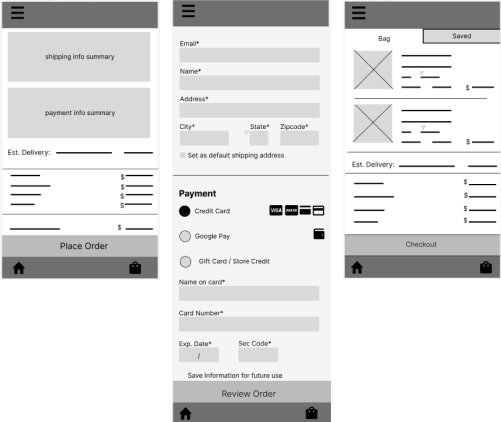 shipping info summary
payment info summary
Est. Delivery:
$
$
$
$
$
Place Order
Email*
Name*
Address*
City* State* Zipcode*
Set as default shipping address
Payment
Credit Card VISA
Google Pay
Gift Card / Store Credit
Name on card*
Card Number*
Exp. Date* Sec Code*
/
Save Information for future use
Review Order
Bag Saved
$
$
Est. Delivery:
$
$
$
$
Checkout